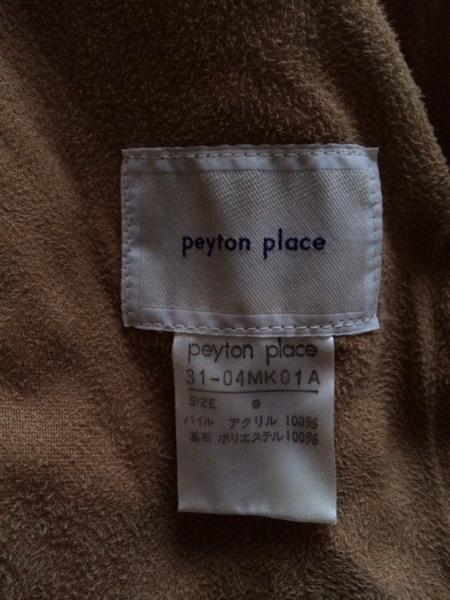 peyton place
peyton place
31-04MK01A
SIZE 9
パイル アクリル 100%
基布 ポリエステル 100%